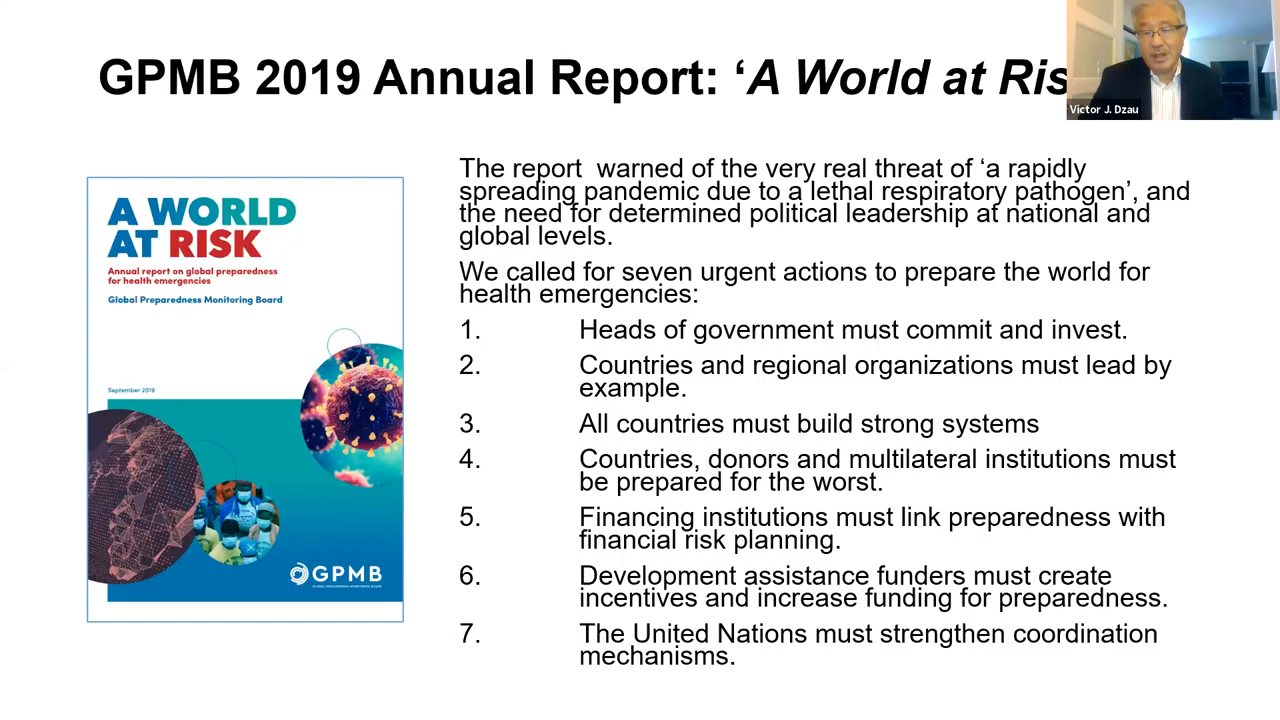 GPMB 2019 Annual Report: ‘A World at Ris
Victor J. Dzau
The report  warned of the very real threat of ‘a rapidly
spreading pandemic due to a lethal respiratory pathogen’, and
the need for determined political leadership at national and
global levels.
We called for seven urgent actions to prepare the world for
health emergencies:
1. Heads of government must commit and invest.
2. Countries and regional organizations must lead by
example.
3. All countries must build strong systems
4. Countries, donors and multilateral institutions must
be prepared for the worst.
5. Financing institutions must link preparedness with
financial risk planning.
6. Development assistance funders must create
incentives and increase funding for preparedness.
7. The United Nations must strengthen coordination
mechanisms.
A WORLD
AT RISK
Annual report on global preparedness
for health emergencies
Global Preparedness Monitoring Board
September 2019
GPMB
GLOBAL PREPAREDNESS MONITORING BOARD